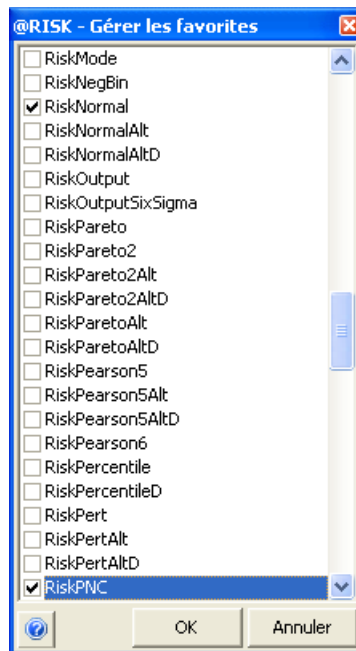 @RISK - Gérer les favorites
RiskMode
RiskNegBin
RiskNormal
RiskNormalAlt
RiskNormalAltD
RiskOutput
RiskOutputSixSigma
RiskPareto
RiskPareto2
RiskPareto2Alt
RiskPareto2AltD
RiskParetoAlt
RiskParetoAltD
RiskPearson5
RiskPearson5Alt
RiskPearson5AltD
RiskPearson6
RiskPercentile
RiskPercentileD
RiskPert
RiskPertAlt
RiskPertAltD
RiskPNC
? OK Annuler